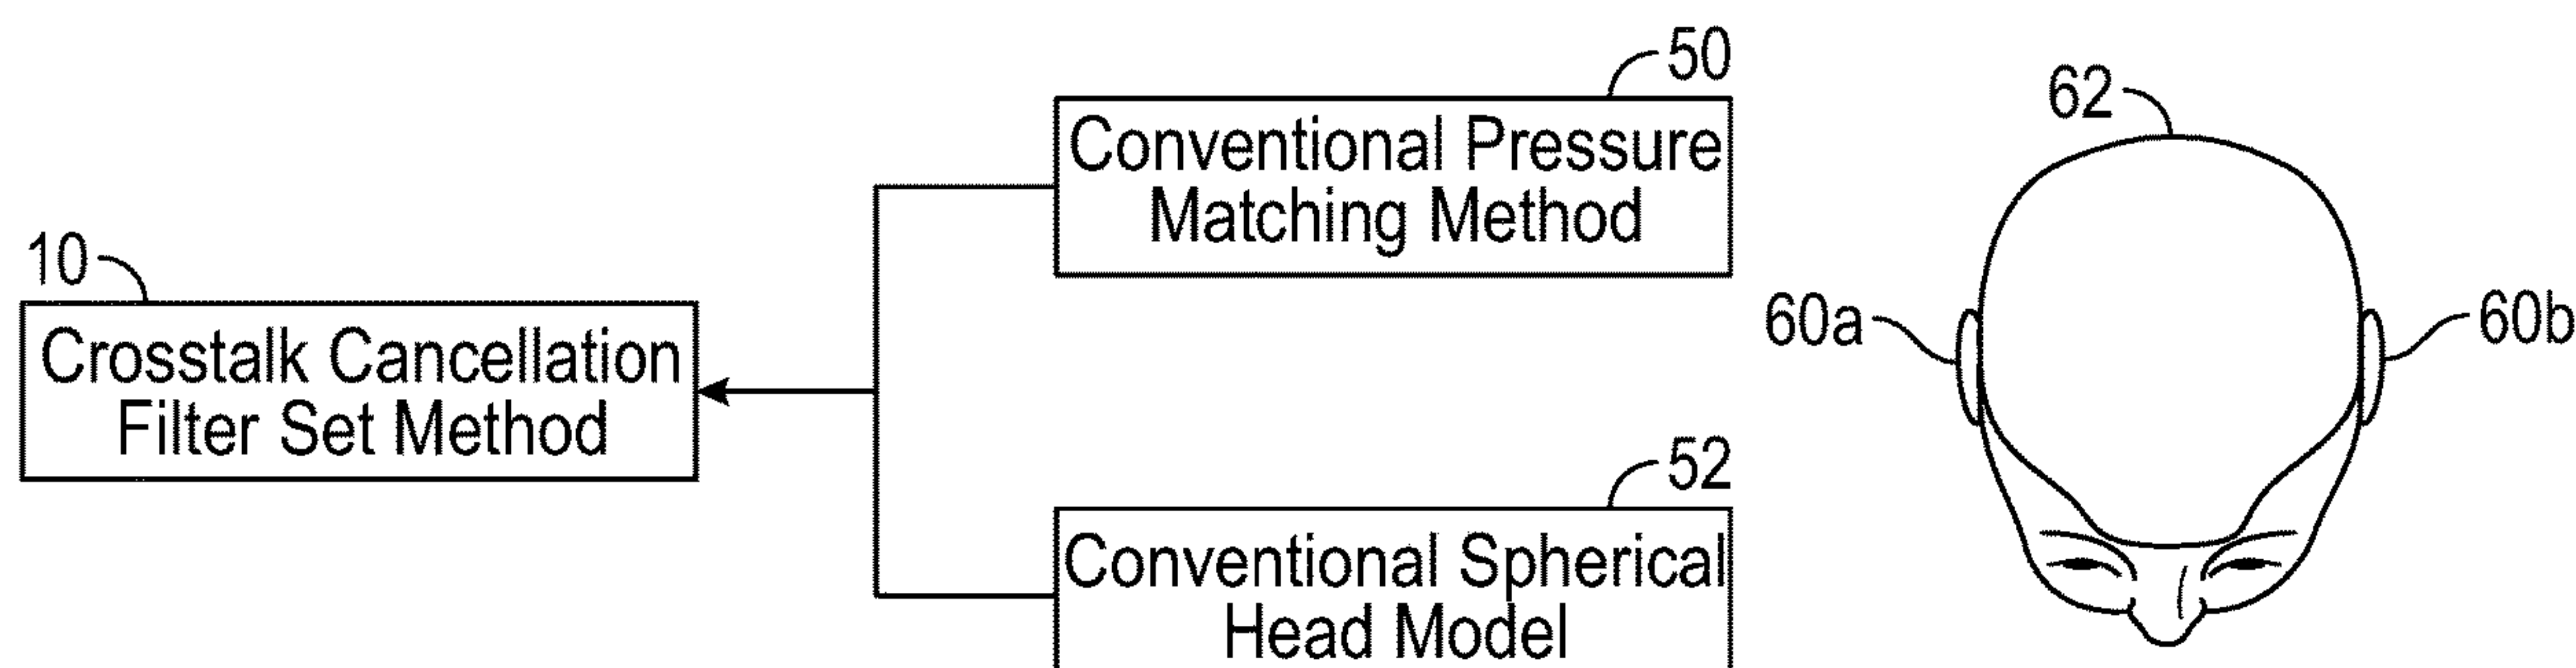 50
Conventional Pressure
Matching Method
62
10
Crosstalk Cancellation
Filter Set Method
60a
60b
52
Conventional Spherical
Head Model